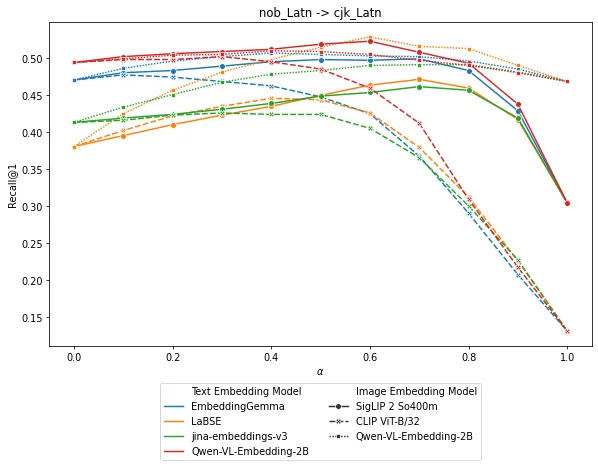 nob_Latn -> cjk_Latn
Recall@1
0.50
0.45
0.40
0.35
0.30
0.25
0.20
0.15
0.0
0.2
0.4
0.6
0.8
1.0
α
Text Embedding Model
EmbeddingGemma
LaBSE
jina-embeddings-v3
Qwen-VL-Embedding-2B
Image Embedding Model
SigLIP 2 So400m
CLIP ViT-B/32
Qwen-VL-Embedding-2B